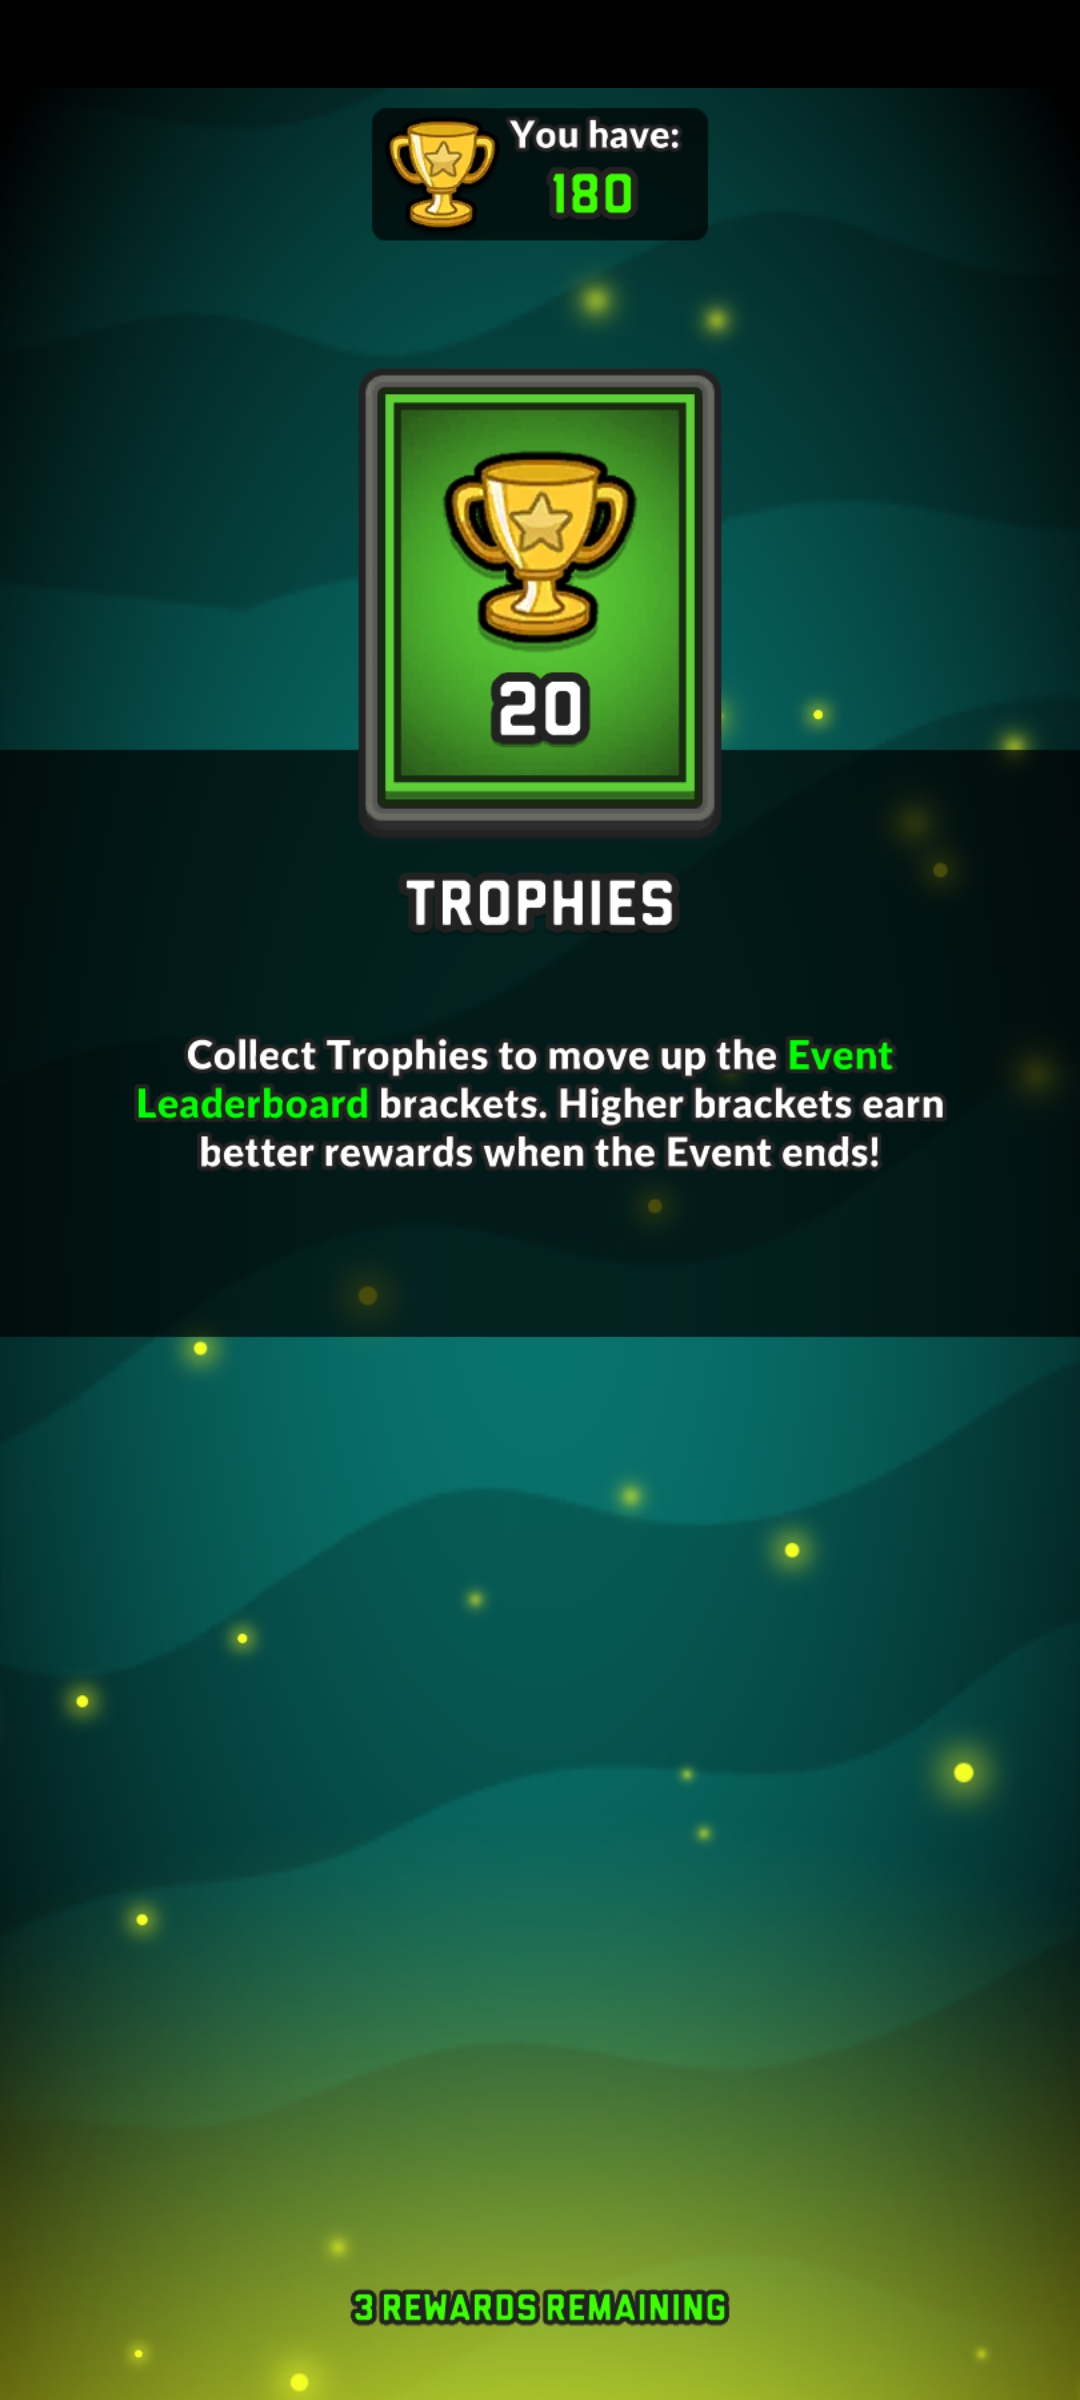 You have:
180
20
TROPHIES
Collect Trophies to move up the Event
Leaderboard brackets. Higher brackets earn
better rewards when the Event ends!
3 REWARDS REMAINING